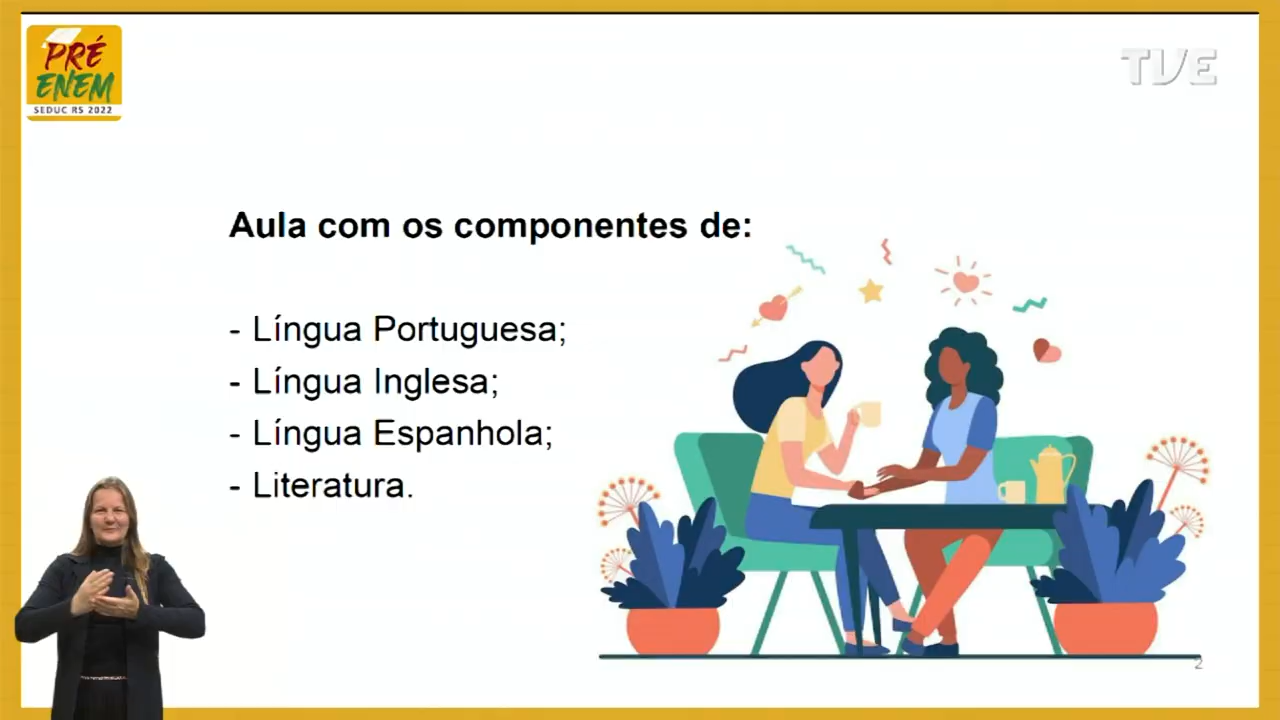 PRÉ
ENEM
SEDUC RS 2022
TVE
Aula com os componentes de:
- Língua Portuguesa;
- Língua Inglesa;
- Língua Espanhola;
- Literatura.
2